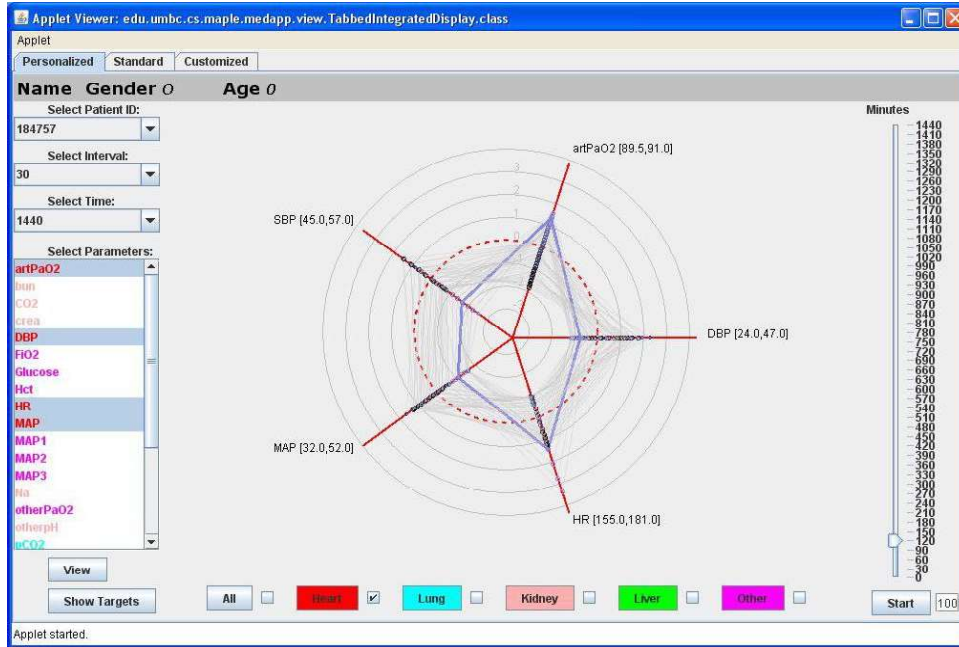 Applet Viewer: edu.umbc.cs.maple.medapp.view.TabbedIntegratedDisplay.class
Applet
Personalized Standard Customized
Name Gender O Age 0
Select Patient ID:
184757
Select Interval:
30
Select Time:
1440
Select Parameters:
artPaO2
bun
CO2
crea
DBP
FiO2
Glucose
Hct
HR
MAP
MAP1
MAP2
MAP3
Na
otherPaO2
otherpH
pCO2
View
Show Targets
artPaO2 [89.5,91.0]
SBP [45.0,57.0]
DBP [24.0,47.0]
MAP [32.0,52.0]
HR [155.0,181.0]
3
2
1
0
Minutes
1440
1410
1380
1350
1320
1290
1260
1230
1200
1170
1140
1110
1080
1050
1020
990
960
930
900
870
840
810
780
750
720
690
660
630
600
570
540
510
480
450
420
390
360
330
300
270
240
210
180
150
120
90
60
30
0
All Heart Lung Kidney Liver Other
Start 100
Applet started.